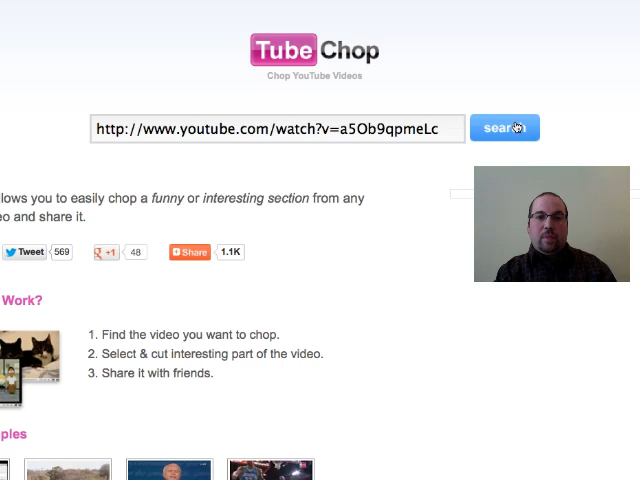 Tube Chop
Chop YouTube Videos
http://www.youtube.com/watch?v=a5Ob9qpmeLc
search
llows you to easily chop a funny or interesting section from any
eo and share it.
Tweet 569 +1 48 Share 1.1K
Work?
1. Find the video you want to chop.
2. Select & cut interesting part of the video.
3. Share it with friends.
ples